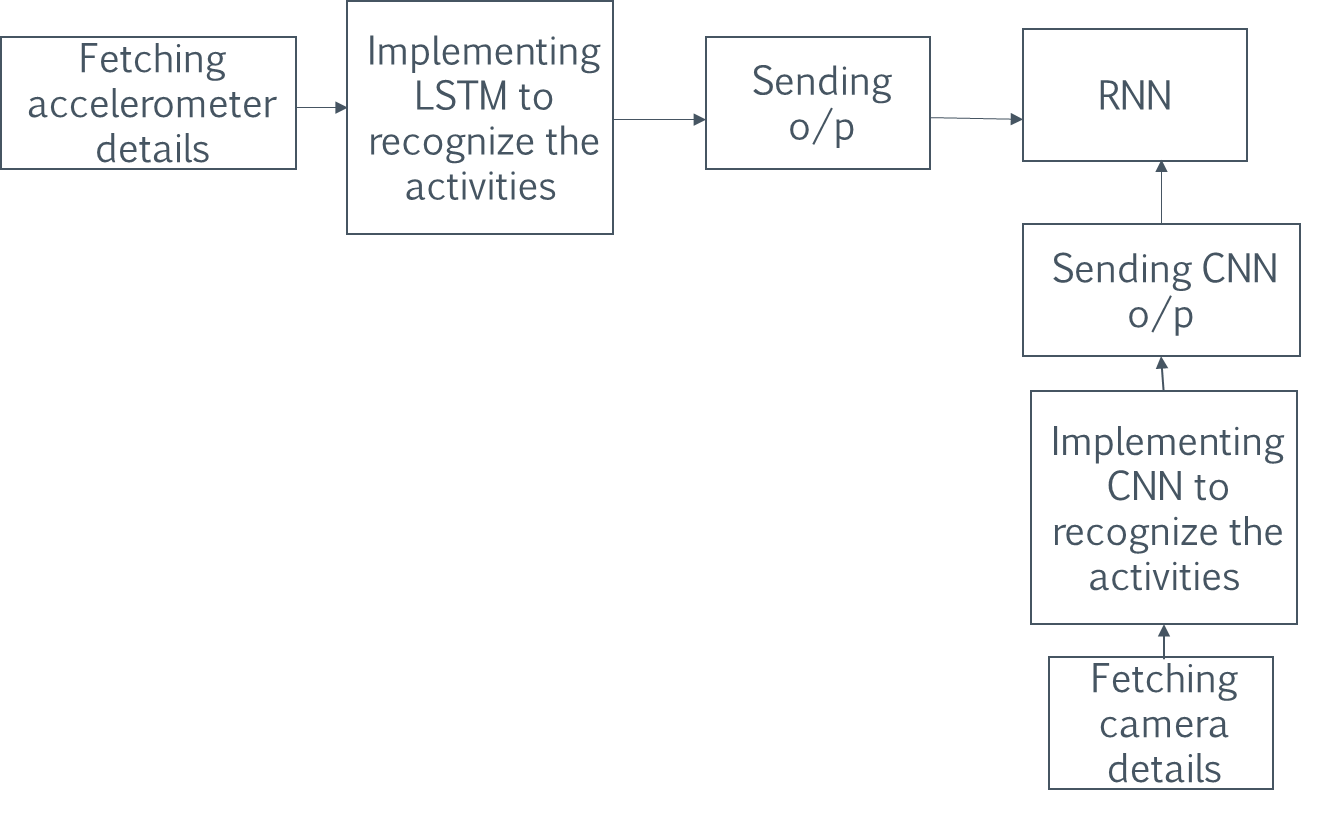 Fetching
accelerometer
details
Implementing
LSTM to
recognize the
activities
Sending
o/p
RNN
Sending CNN
o/p
Implementing
CNN to
recognize the
activities
Fetching
camera
details